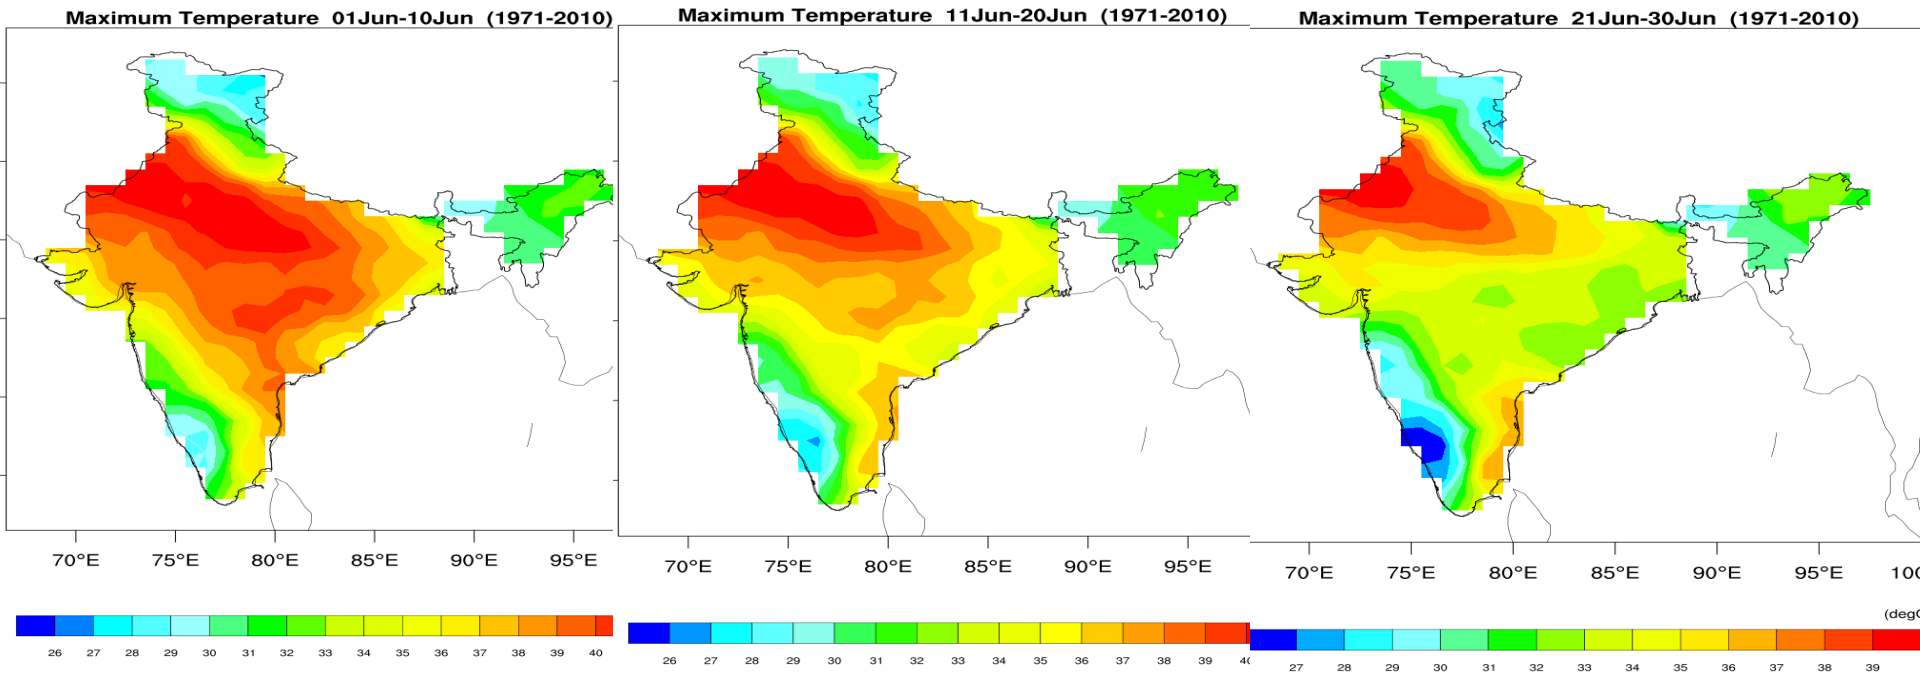 Maximum Temperature 01Jun-10Jun (1971-2010)
Maximum Temperature 11Jun-20Jun (1971-2010)
Maximum Temperature 21Jun-30Jun (1971-2010)
70°E 75°E 80°E 85°E 90°E 95°E
70°E 75°E 80°E 85°E 90°E 95°E
70°E 75°E 80°E 85°E 90°E 95°E 100
(degC
26 27 28 29 30 31 32 33 34 35 36 37 38 39 40
26 27 28 29 30 31 32 33 34 35 36 37 38 39 40
27 28 29 30 31 32 33 34 35 36 37 38 39